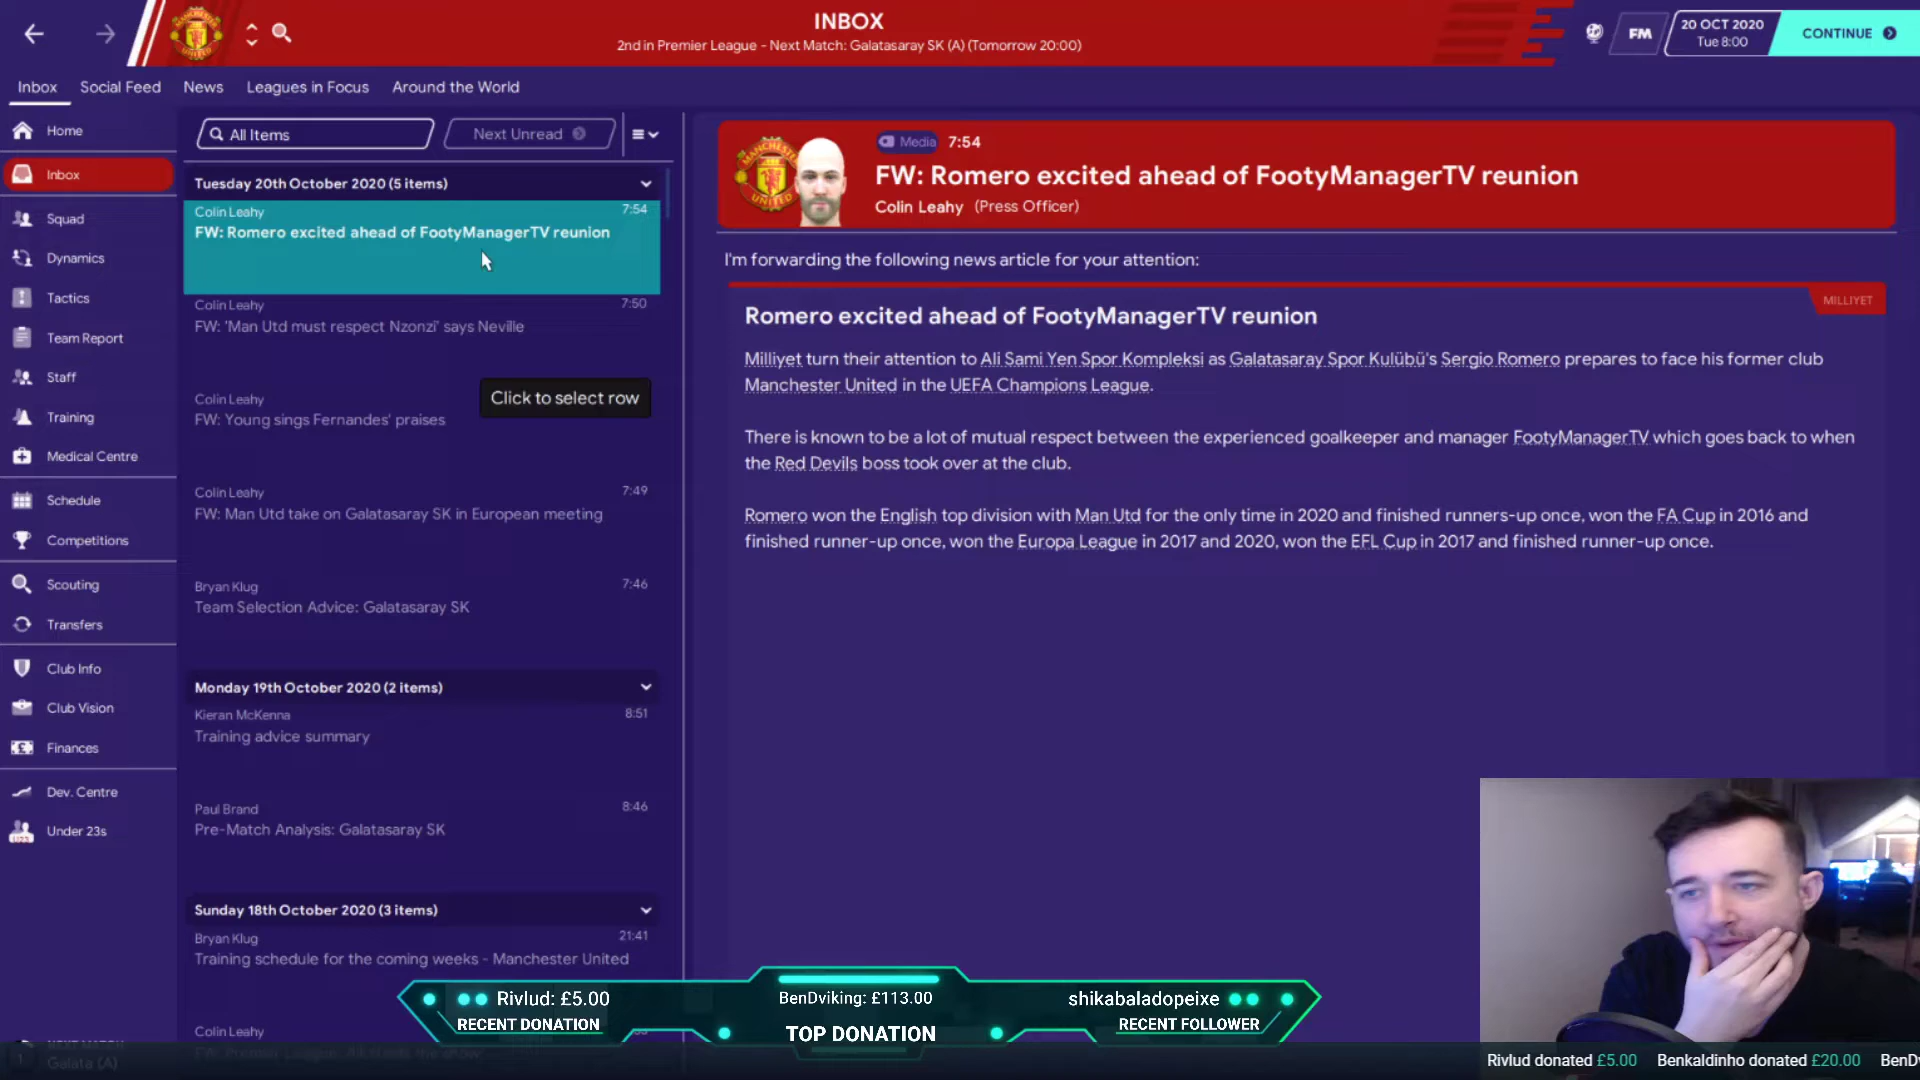 INBOX
2nd in Premier League - Next Match: Galatasaray SK (A) (Tomorrow 20:00)
FM
20 OCT 2020
Tue 8:00
CONTINUE
Inbox
Social Feed
News
Leagues in Focus
Around the World
Home
Inbox
Squad
Dynamics
Tactics
Team Report
Staff
Training
Medical Centre
Schedule
Competitions
Scouting
Transfers
Club Info
Club Vision
Finances
Dev. Centre
Under 23s
All Items
Next Unread
Tuesday 20th October 2020 (5 items)
Colin Leahy
7:54
FW: Romero excited ahead of FootyManagerTV reunion
Colin Leahy
7:50
FW: 'Man Utd must respect Nzonzi' says Neville
Click to select row
Colin Leahy
FW: Young sings Fernandes' praises
Colin Leahy
7:49
FW: Man Utd take on Galatasaray SK in European meeting
Bryan Klug
7:46
Team Selection Advice: Galatasaray SK
Monday 19th October 2020 (2 items)
Kieran McKenna
8:51
Training advice summary
Paul Brand
8:46
Pre-Match Analysis: Galatasaray SK
Sunday 18th October 2020 (3 items)
Bryan Klug
21:41
Training schedule for the coming weeks - Manchester United
Colin Leahy
MANCHESTER
UNITED
Media
7:54
FW: Romero excited ahead of FootyManagerTV reunion
Colin Leahy (Press Officer)
I'm forwarding the following news article for your attention:
MILLIYET
Romero excited ahead of FootyManagerTV reunion
Milliyet turn their attention to Ali Sami Yen Spor Kompleksi as Galatasaray Spor Kulübü's Sergio Romero prepares to face his former club
Manchester United in the UEFA Champions League.
There is known to be a lot of mutual respect between the experienced goalkeeper and manager FootyManagerTV which goes back to when
the Red Devils boss took over at the club.
Romero won the English top division with Man Utd for the only time in 2020 and finished runners-up once, won the FA Cup in 2016 and
finished runner-up once, won the Europa League in 2017 and 2020, won the EFL Cup in 2017 and finished runner-up once.
Rivlud: £5.00
RECENT DONATION
BenDviking: £113.00
TOP DONATION
shikabaladopeixe
RECENT FOLLOWER
Galata (A)
Rivlud donated £5.00 Benkaldinho donated £20.00 BenDv